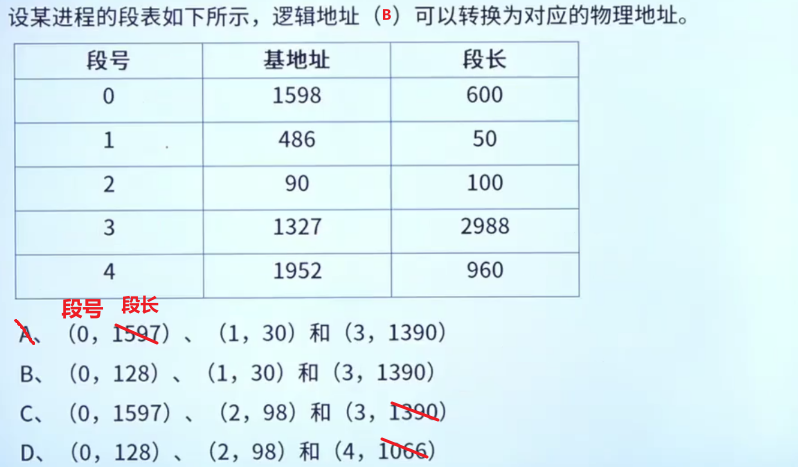 设某进程的段表如下所示，逻辑地址（B）可以转换为对应的物理地址。
段号 基地址 段长
0 1598 600
1 486 50
2 90 100
3 1327 2988
4 1952 960
段号 段长
A、（0，1597）、（1，30）和（3，1390）
B、（0，128）、（1，30）和（3，1390）
C、（0，1597）、（2，98）和（3，1390）
D、（0，128）、（2，98）和（4，1066）